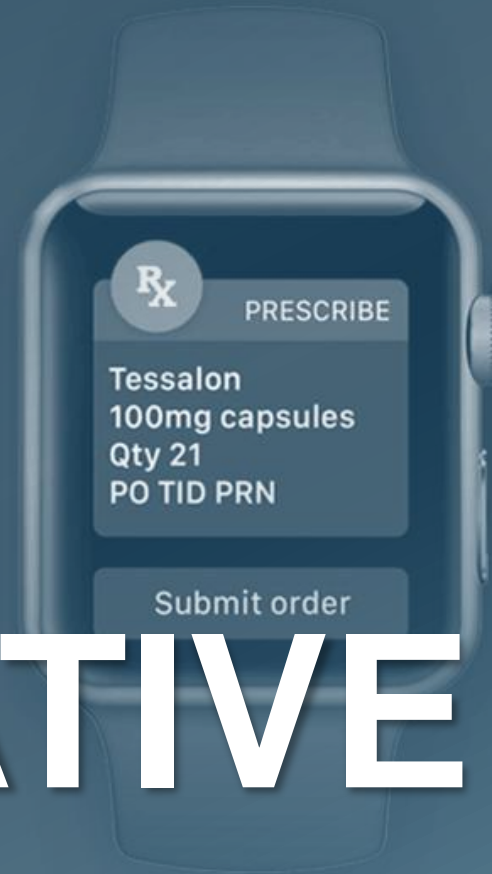 Rx
PRESCRIBE
Tessalon
100mg capsules
Qty 21
PO TID PRN
Submit order
ATIVE